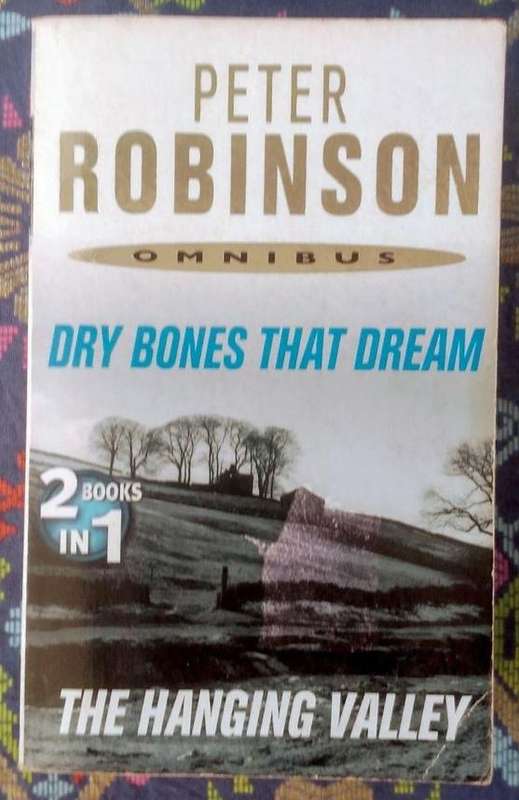 PETER
ROBINSON
OMNIBUS
DRY BONES THAT DREAM
2 BOOKS
IN 1
THE HANGING VALLEY